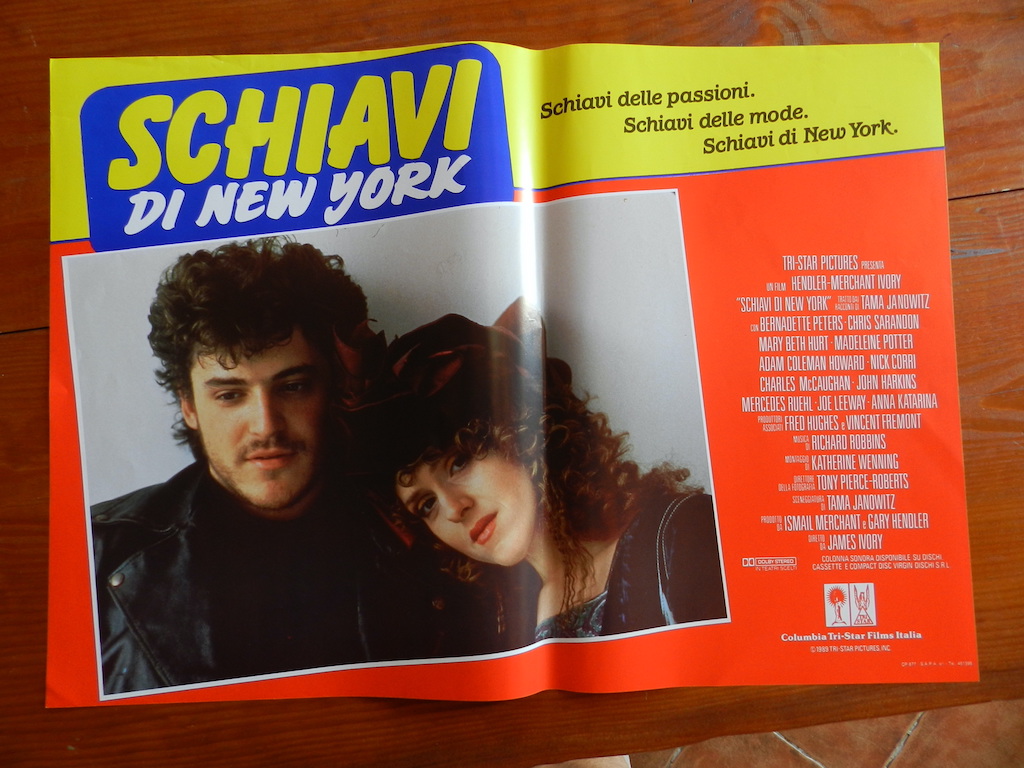 SCHIAVI
DI NEW YORK
Schiavi delle passioni.
Schiavi delle mode.
Schiavi di New York.
TRI-STAR PICTURES PRESENTA
UN FILM HENDLER-MERCHANT IVORY
"SCHIAVI DI NEW YORK" TRATTO DAI RACCONTI DI TAMA JANOWITZ
CON BERNADETTE PETERS · CHRIS SARANDON
MARY BETH HURT · MADELEINE POTTER
ADAM COLEMAN HOWARD · NICK CORRI
CHARLES McCAUGHAN · JOHN HARKINS
MERCEDES RUEHL · JOE LEEWAY · ANNA KATARINA
PRODUTTORI ASSOCIATI FRED HUGHES e VINCENT FREMONT
MUSICA DI RICHARD ROBBINS
MONTAGGIO DI KATHERINE WENNING
DIRETTORE DELLA FOTOGRAFIA TONY PIERCE-ROBERTS
SCENEGGIATURA DI TAMA JANOWITZ
PRODOTTO DA ISMAIL MERCHANT e GARY HENDLER
DIRETTO DA JAMES IVORY
DOLBY STEREO
IN TEATRI SCELTI
COLONNA SONORA DISPONIBILE SU DISCHI,
CASSETTE E COMPACT DISC VIRGIN DISCHI S.R.L.
TRI STAR
Columbia Tri-Star Films Italia
© 1989 TRI-STAR PICTURES, INC.